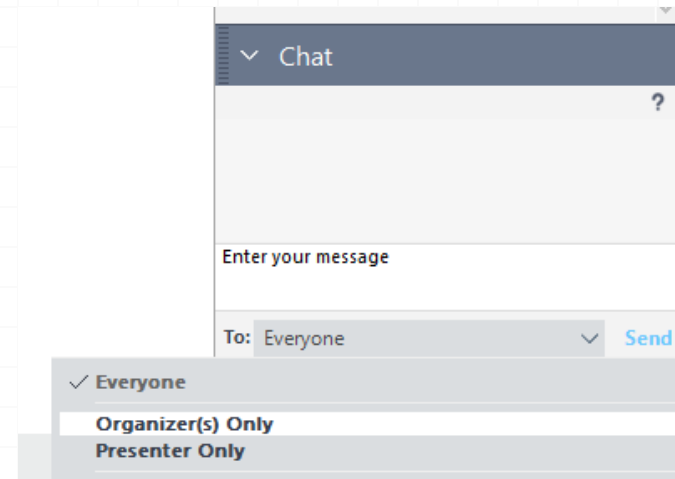 Chat
?
Enter your message
To: Everyone Send
Everyone
Organizer(s) Only
Presenter Only